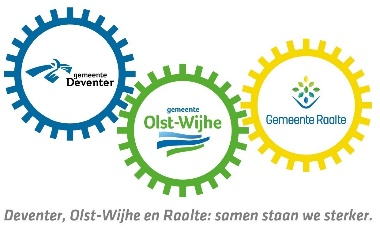 gemeente
Deventer
gemeente
Olst-Wijhe
Gemeente Raalte
Deventer, Olst-Wijhe en Raalte: samen staan we sterker.